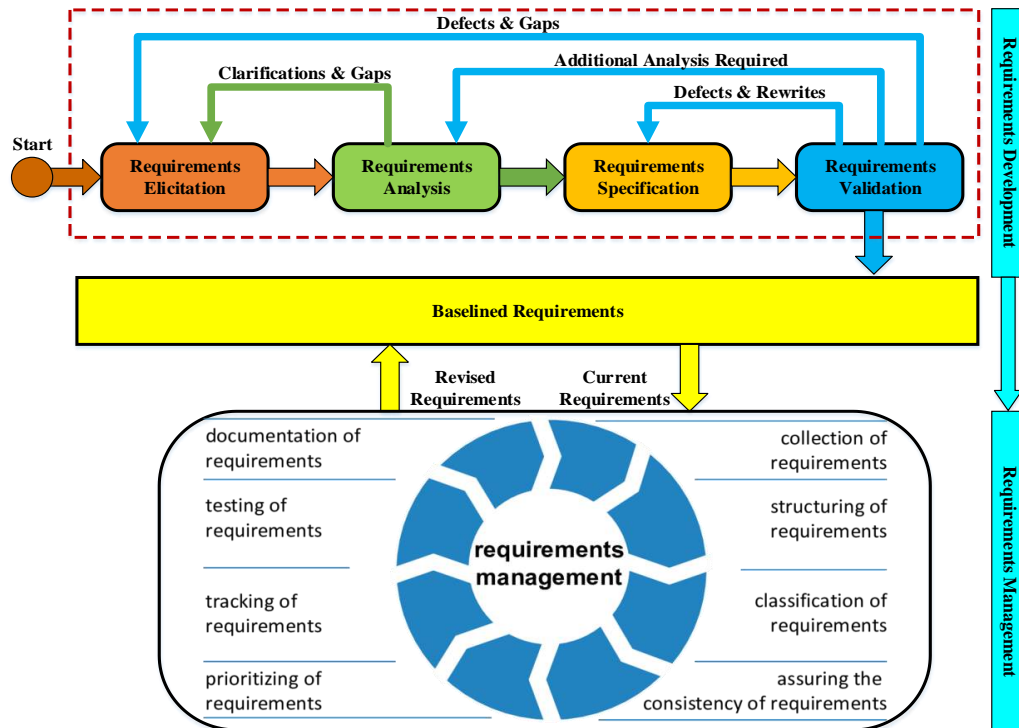 Defects & Gaps
Additional Analysis Required
Clarifications & Gaps
Defects & Rewrites
Start
Requirements
Elicitation
Requirements
Analysis
Requirements
Specification
Requirements
Validation
Requirements Development
Baselined Requirements
Revised
Requirements
Current
Requirements
documentation of
requirements
collection of
requirements
testing of
requirements
structuring of
requirements
requirements
management
tracking of
requirements
classification of
requirements
prioritizing of
requirements
assuring the
consistency of requirements
Requirements Management